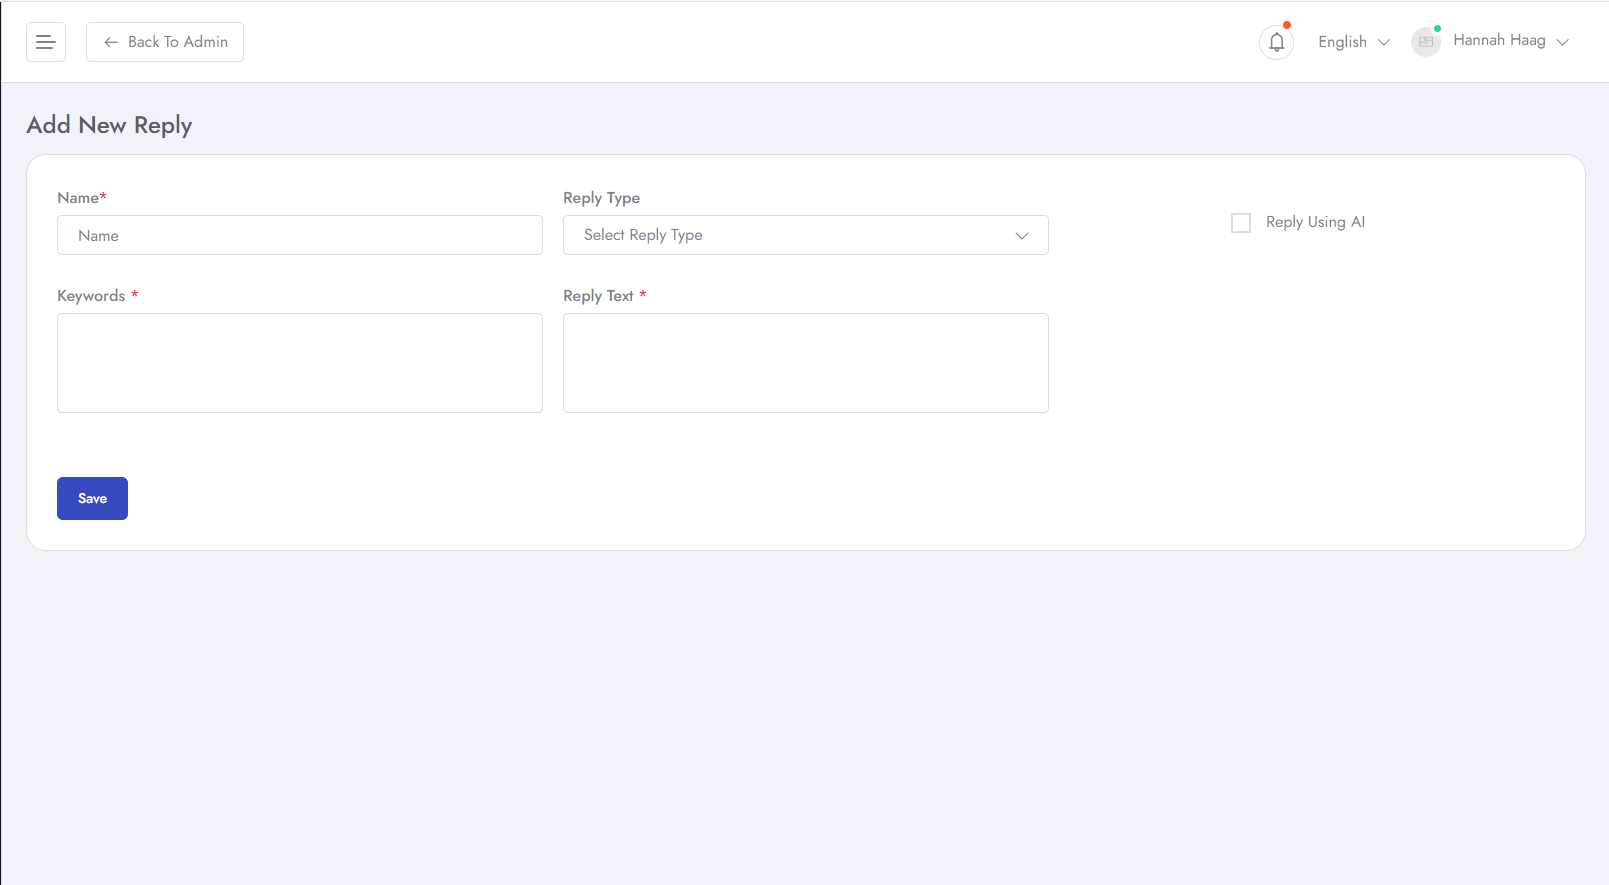 Back To Admin
English
Hannah Haag
Add New Reply
Name*
Reply Type
Name
Select Reply Type
Reply Using AI
Keywords *
Reply Text *
Save